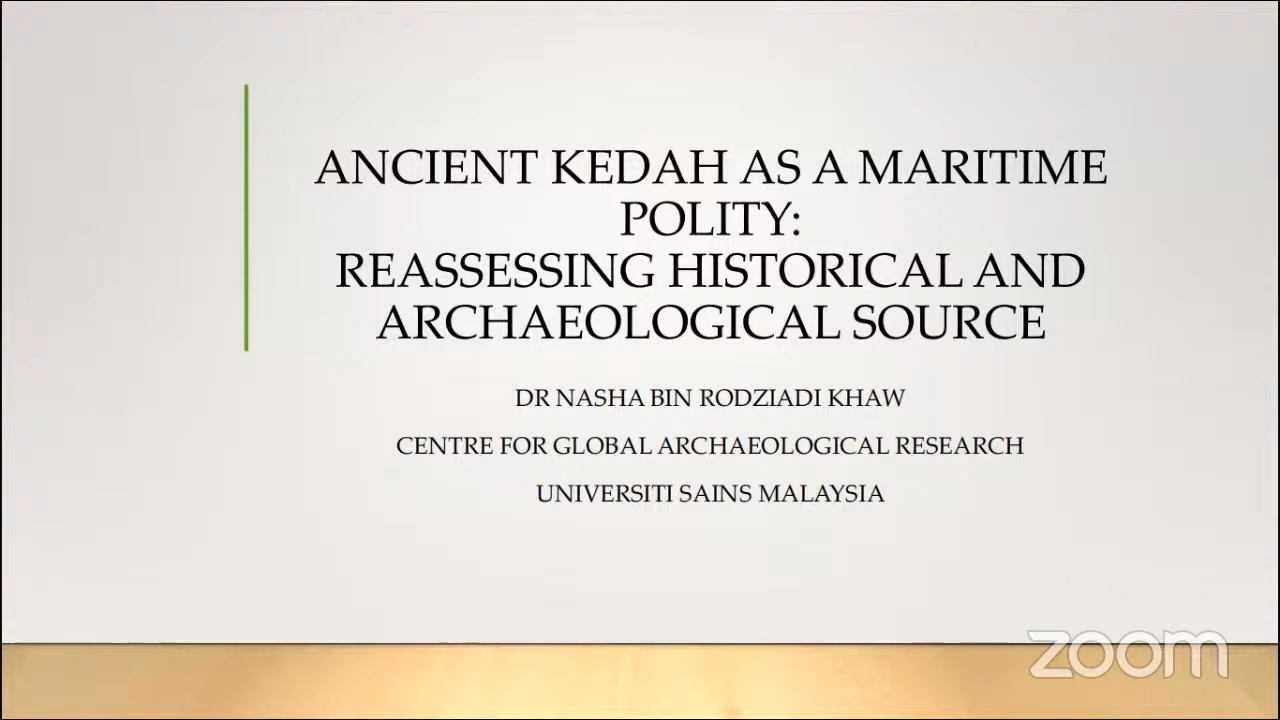 ANCIENT KEDAH AS A MARITIME
POLITY:
REASSESSING HISTORICAL AND
ARCHAEOLOGICAL SOURCE
DR NASHA BIN RODZIADI KHAW
CENTRE FOR GLOBAL ARCHAEOLOGICAL RESEARCH
UNIVERSITI SAINS MALAYSIA
zoom